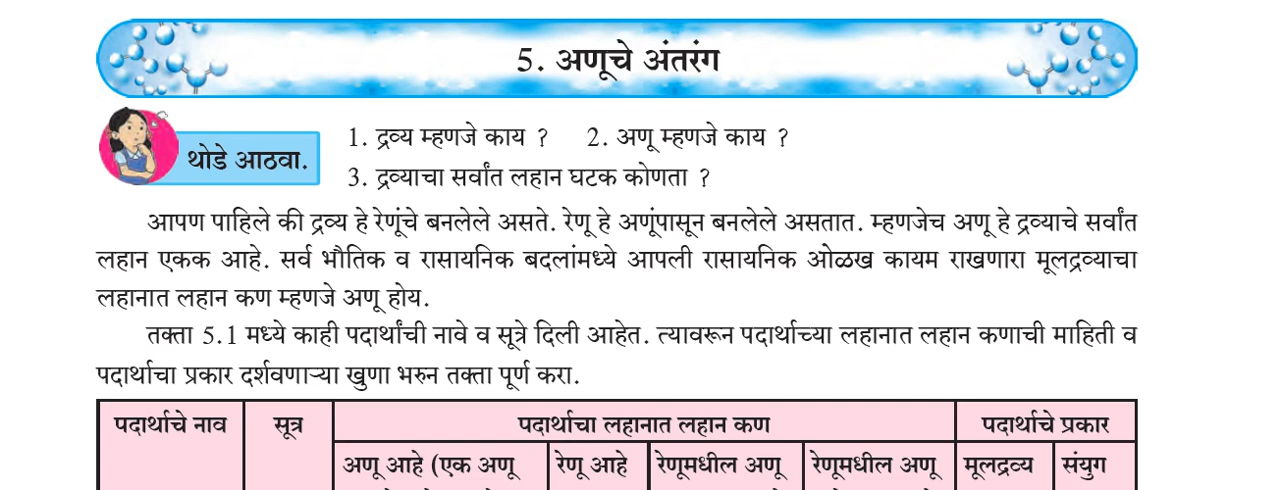 5. अणूचे अंतरंग
थोडे आठवा.
1. द्रव्य म्हणजे काय ? 2. अणू म्हणजे काय ?
3. द्रव्याचा सर्वांत लहान घटक कोणता ?
आपण पाहिले की द्रव्य हे रेणूंचे बनलेले असते. रेणू हे अणूंपासून बनलेले असतात. म्हणजेच अणू हे द्रव्याचे सर्वांत
लहान एकक आहे. सर्व भौतिक व रासायनिक बदलांमध्ये आपली रासायनिक ओळख कायम राखणारा मूलद्रव्याचा
लहानात लहान कण म्हणजे अणू होय.
तक्ता 5.1 मध्ये काही पदार्थांची नावे व सूत्रे दिली आहेत. त्यावरून पदार्थाच्या लहानात लहान कणाची माहिती व
पदार्थाचा प्रकार दर्शवणाऱ्या खुणा भरुन तक्ता पूर्ण करा.
पदार्थाचे नाव सूत्र पदार्थाचा लहानात लहान कण पदार्थाचे प्रकार
अणू आहे (एक अणू रेणू आहे रेणूमधील अणू रेणूमधील अणू मूलद्रव्य संयुग